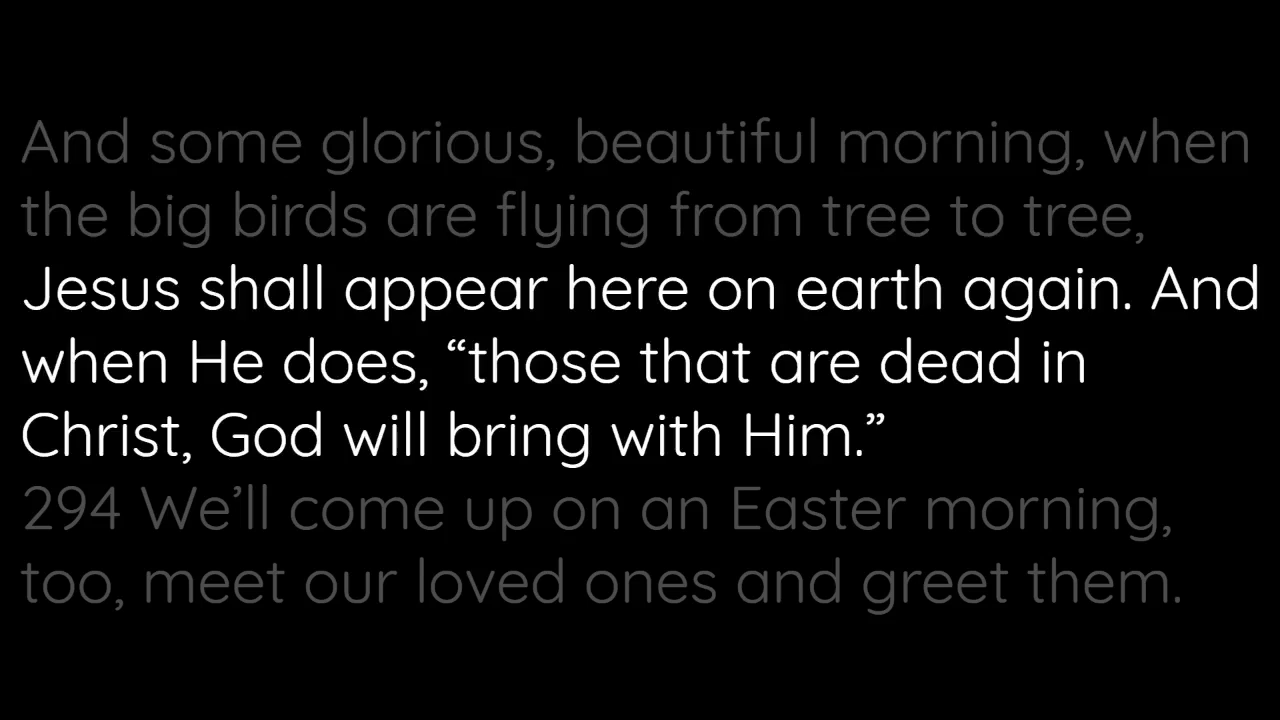 And some glorious, beautiful morning, when
the big birds are flying from tree to tree,
Jesus shall appear here on earth again. And
when He does, “those that are dead in
Christ, God will bring with Him.”
294 We’ll come up on an Easter morning,
too, meet our loved ones and greet them.